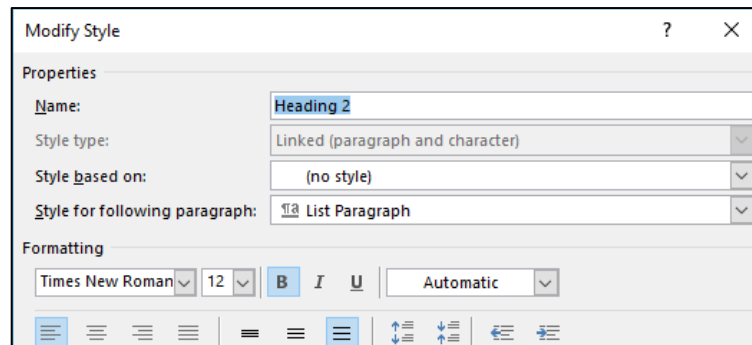 Modify Style ?
Properties
Name: Heading 2
Style type: Linked (paragraph and character)
Style based on: (no style)
Style for following paragraph: ¶a List Paragraph
Formatting
Times New Roman 12 B I U Automatic